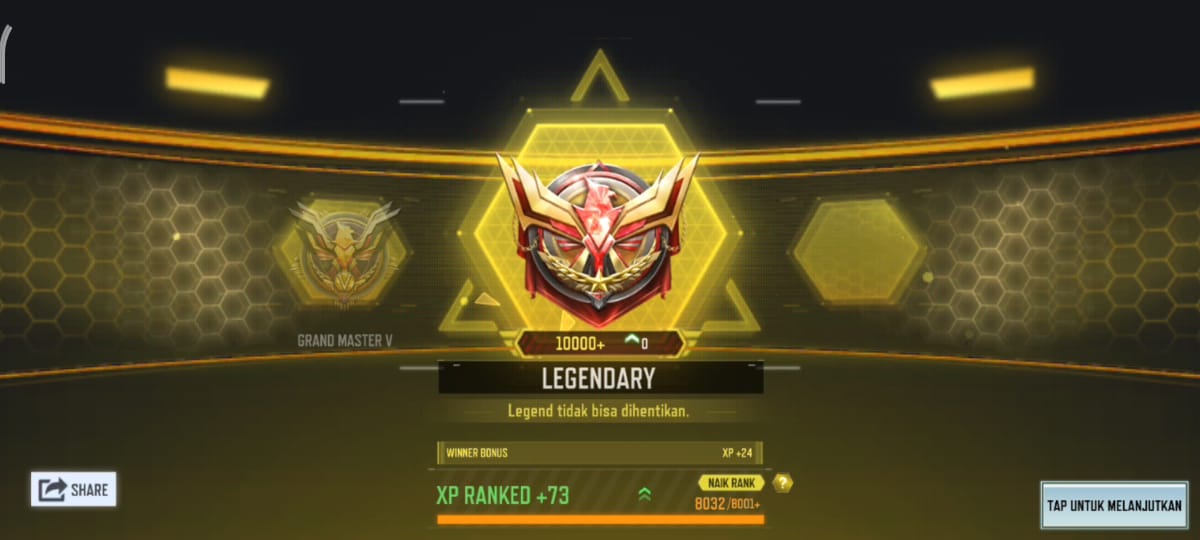 GRAND MASTER V
10000+ 0
LEGENDARY
Legend tidak bisa dihentikan.
WINNER BONUS XP +24
NAIK RANK ?
XP RANKED +73 8032/8001+
SHARE
TAP UNTUK MELANJUTKAN